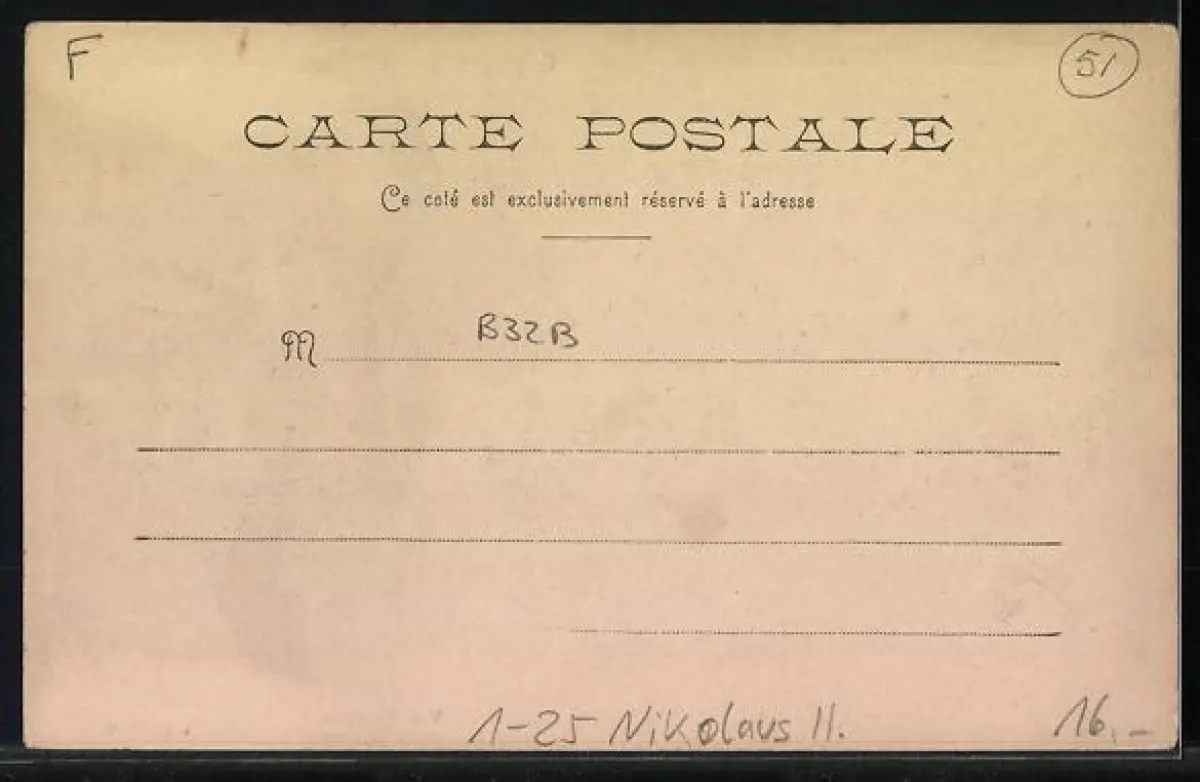 F
51
CARTE POSTALE
Ce coté est exclusivement réservé à l'adresse
M
B32B
1-25 Nikolaus II.
16.-